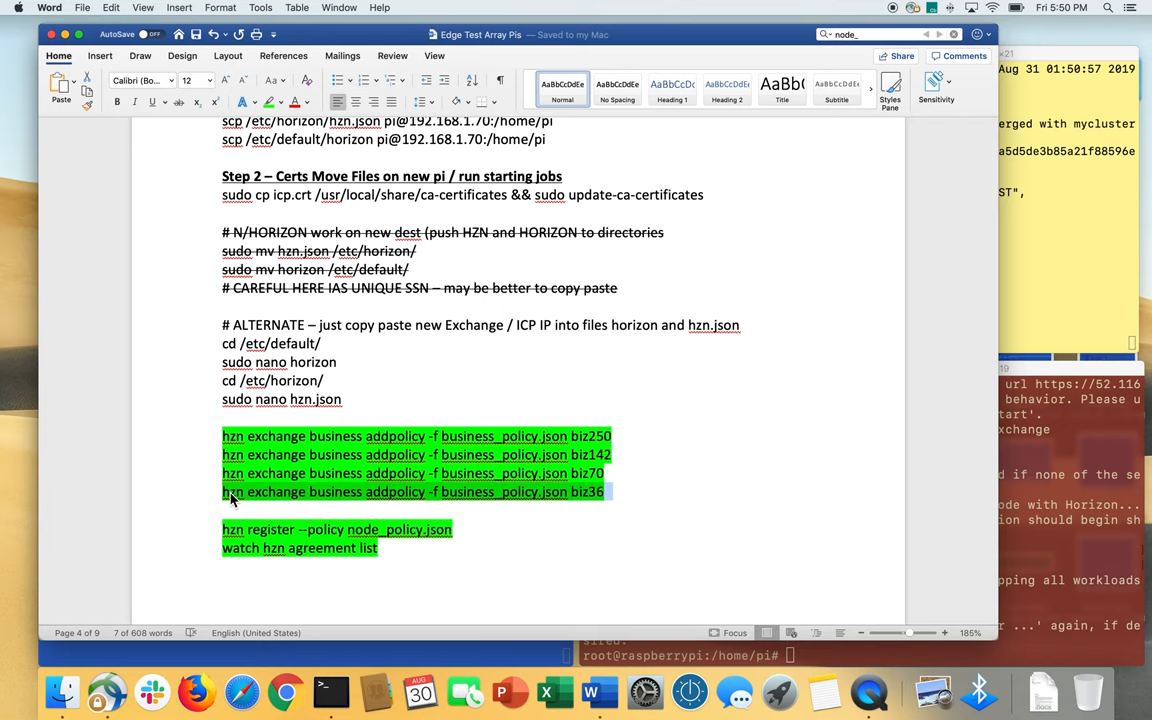 Word File Edit View Insert Format Tools Table Window Help Fri 5:50 PM
AutoSave OFF Edge Test Array Pis — Saved to my Mac node_
Home Insert Draw Design Layout References Mailings Review View Share Comments
Paste Calibri (Bo... 12 AaBbCcDdEe AaBbCcDdEe AaBbCcDc AaBbCcDdE AaBb( AaBbCcDdEe
Normal No Spacing Heading 1 Heading 2 Title Subtitle Styles Pane Sensitivity
scp /etc/horizon/hzn.json pi@192.168.1.70:/home/pi
scp /etc/default/horizon pi@192.168.1.70:/home/pi
Step 2 – Certs Move Files on new pi / run starting jobs
sudo cp icp.crt /usr/local/share/ca-certificates && sudo update-ca-certificates
# N/HORIZON work on new dest (push HZN and HORIZON to directories
sudo mv hzn.json /etc/horizon/
sudo mv horizon /etc/default/
# CAREFUL HERE IAS UNIQUE SSN – may be better to copy paste
# ALTERNATE – just copy paste new Exchange / ICP IP into files horizon and hzn.json
cd /etc/default/
sudo nano horizon
cd /etc/horizon/
sudo nano hzn.json
hzn exchange business addpolicy -f business_policy.json biz250
hzn exchange business addpolicy -f business_policy.json biz142
hzn exchange business addpolicy -f business_policy.json biz70
hzn exchange business addpolicy -f business_policy.json biz36
hzn register --policy node_policy.json
watch hzn agreement list
Page 4 of 9 7 of 608 words English (United States) Focus 185%
×21
Aug 31 01:50:57 2019
erged with mycluster
a5d5de3b85a21f88596e
ST",
19
url https://52.116
behavior. Please u
tart'.
xchange
d if none of the se
ode with Horizon...
ion should begin sh
pping all workloads
r ...' again, if de
sired.
root@raspberrypi:/home/pi#
AUG
30